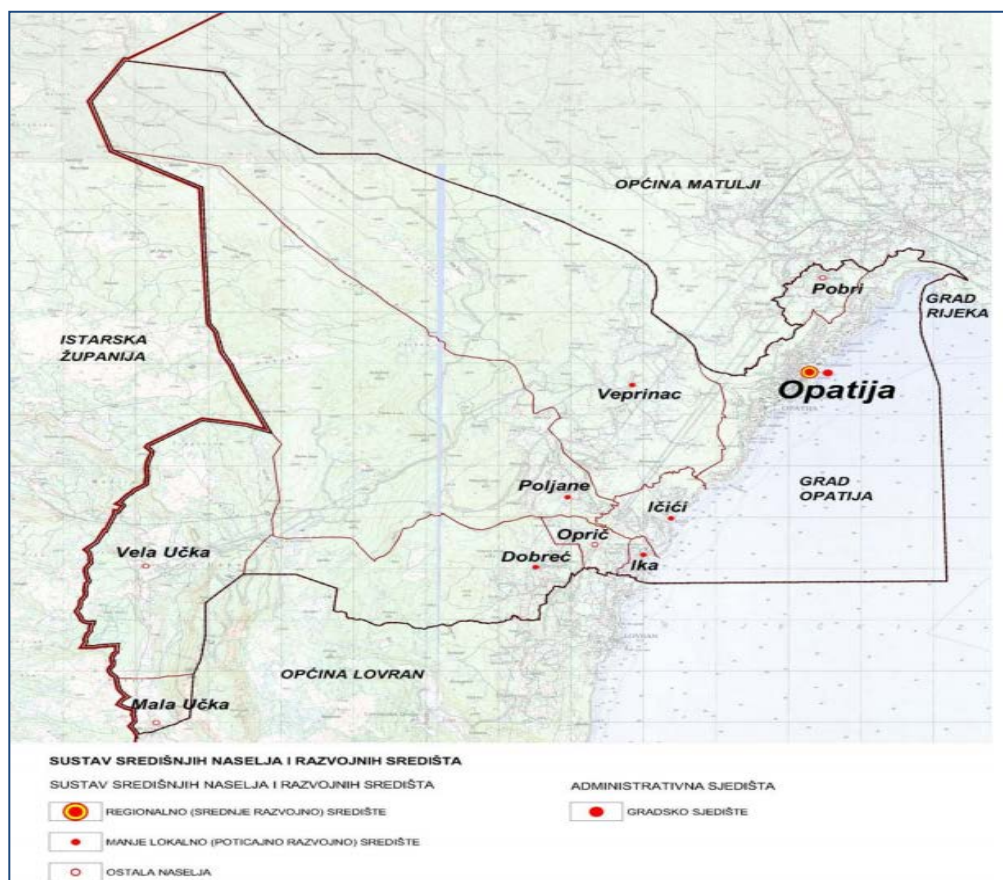 OPĆINA MATULJI
Pobri
GRAD
RIJEKA
ISTARSKA
ŽUPANIJA
Veprinac
Opatija
OPATIJA
GRAD
OPATIJA
Poljane
Ičići
Oprič
Vela Učka
Dobreć
Ika
LOVRAN
OPĆINA LOVRAN
Mala Učka
SUSTAV SREDIŠNJIH NASELJA I RAZVOJNIH SREDIŠTA
SUSTAV SREDIŠNJIH NASELJA I RAZVOJNIH SREDIŠTA
REGIONALNO (SREDNJE RAZVOJNO) SREDIŠTE
MANJE LOKALNO (POTICAJNO RAZVOJNO) SREDIŠTE
OSTALA NASELJA
ADMINISTRATIVNA SJEDIŠTA
GRADSKO SJEDIŠTE